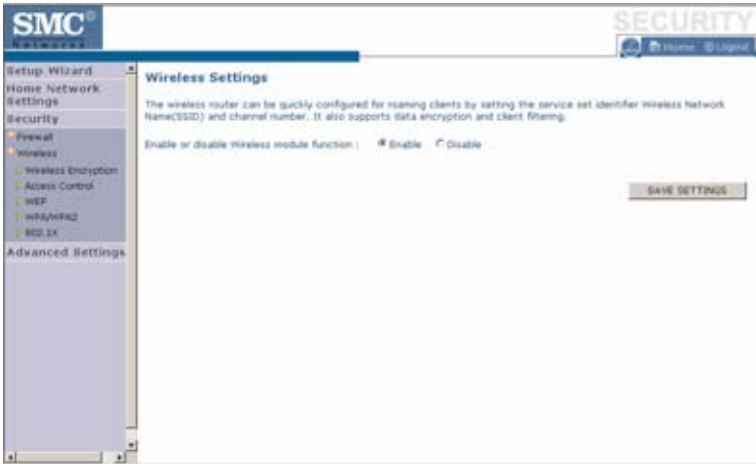 SMC®
Networks
SECURITY
Home Logout
Setup Wizard
Home Network
Settings
Security
Firewall
Wireless
Wireless Encryption
Access Control
WEP
WPA/WPA2
802.1X
Advanced Settings
Wireless Settings
The wireless router can be quickly configured for roaming clients by setting the service set identifier Wireless Network
Name(SSID) and channel number. It also supports data encryption and client filtering.
Enable or disable Wireless module function : Enable Disable
SAVE SETTINGS